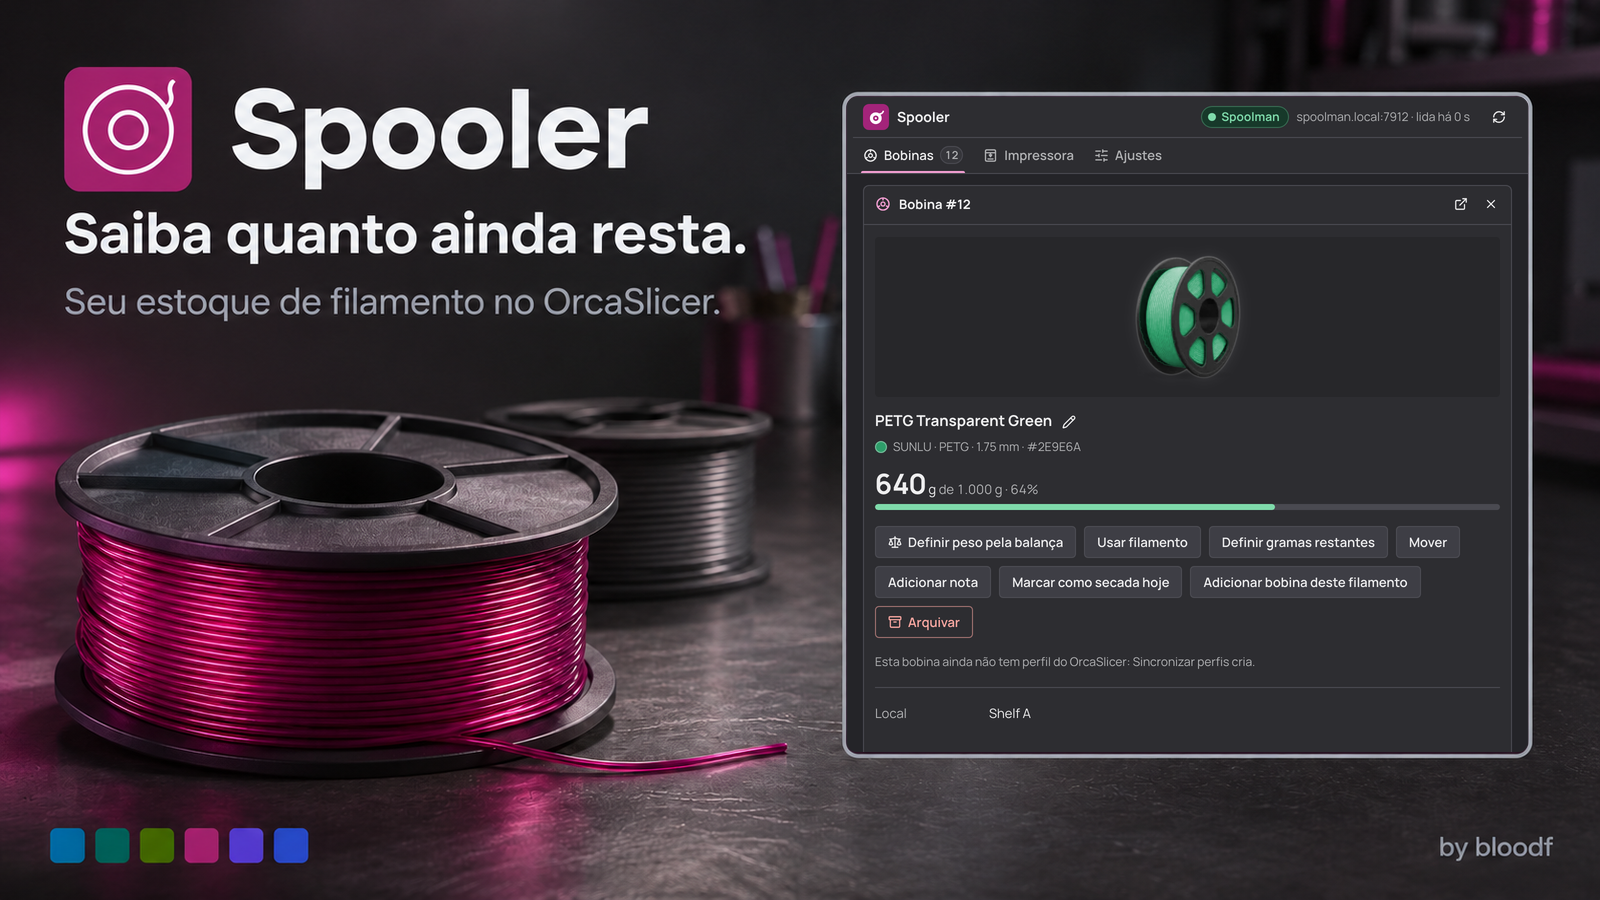 Spooler
Saiba quanto ainda resta.
Seu estoque de filamento no OrcaSlicer.
Spooler
Spoolman
spoolman.local:7912 · lida há 0 s
Bobinas 12
Impressora
Ajustes
Bobina #12
PETG Transparent Green
SUNLU · PETG · 1.75 mm · #2E9E6A
640 g de 1.000 g · 64%
Definir peso pela balança
Usar filamento
Definir gramas restantes
Mover
Adicionar nota
Marcar como secada hoje
Adicionar bobina deste filamento
Arquivar
Esta bobina ainda não tem perfil do OrcaSlicer: Sincronizar perfis cria.
Local
Shelf A
by bloodf